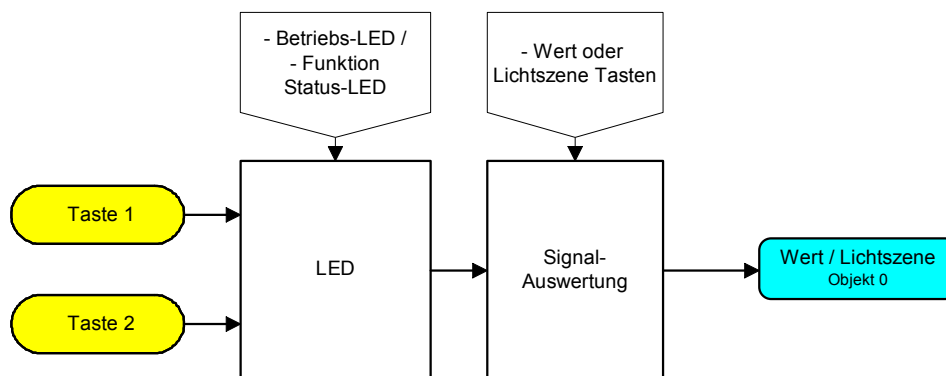 - Betriebs-LED /
- Funktion
Status-LED
- Wert oder
Lichtszene Tasten
Taste 1
Taste 2
LED
Signal-
Auswertung
Wert / Lichtszene
Objekt 0